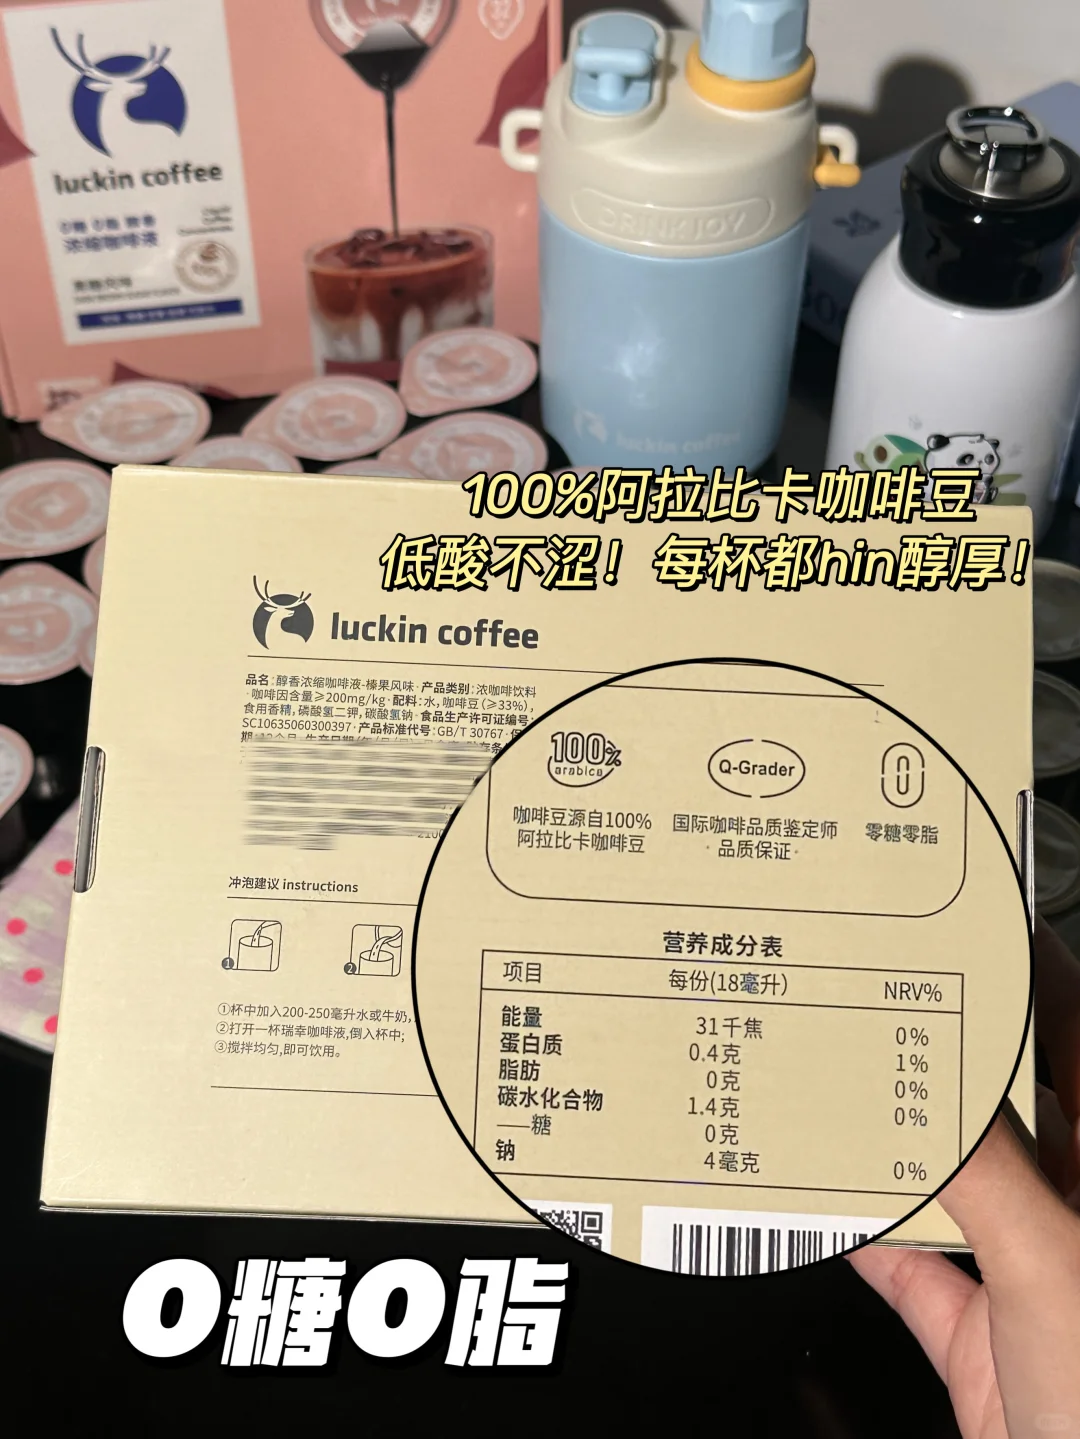 luckin coffee
浓缩咖啡液
DRINKJOY
luckin coffee
100%阿拉比卡咖啡豆
低酸不涩！每杯都hin醇厚！
luckin coffee
品名:醇香浓缩咖啡液-榛果风味·产品类别:浓咖啡饮料
·咖啡因含量≥200mg/kg·配料:水,咖啡豆(≥33%),
食用香精,磷酸氢二钾,碳酸氢钠·食品生产许可证编号:
SC10635060300397·产品标准代号:GB/T 30767·保
冲泡建议 instructions
1
2
①杯中加入200-250毫升水或牛奶,
②打开一杯瑞幸咖啡液,倒入杯中;
③搅拌均匀,即可饮用。
100%
arabica
咖啡豆源自100%
阿拉比卡咖啡豆
Q-Grader
国际咖啡品质鉴定师
·品质保证·
0
零糖零脂
营养成分表
项目 每份(18毫升) NRV%
能量 31千焦 0%
蛋白质 0.4克 1%
脂肪 0克 0%
碳水化合物 1.4克 0%
——糖 0克
钠 4毫克 0%
0糖0脂